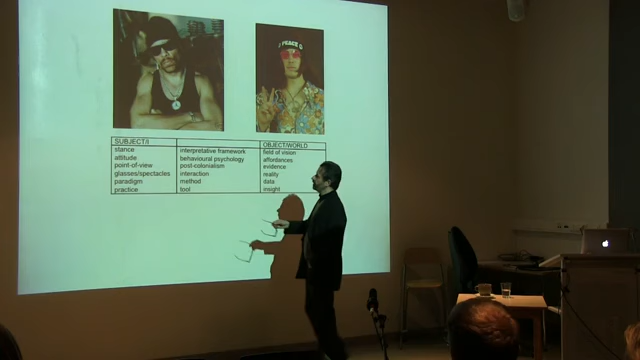 PEACE
SUBJECT/I OBJECT/WORLD
stance interpretative framework field of vision
attitude behavioural psychology affordances
point-of-view post-colonialism evidence
glasses/spectacles interaction reality
paradigm method data
practice tool insight